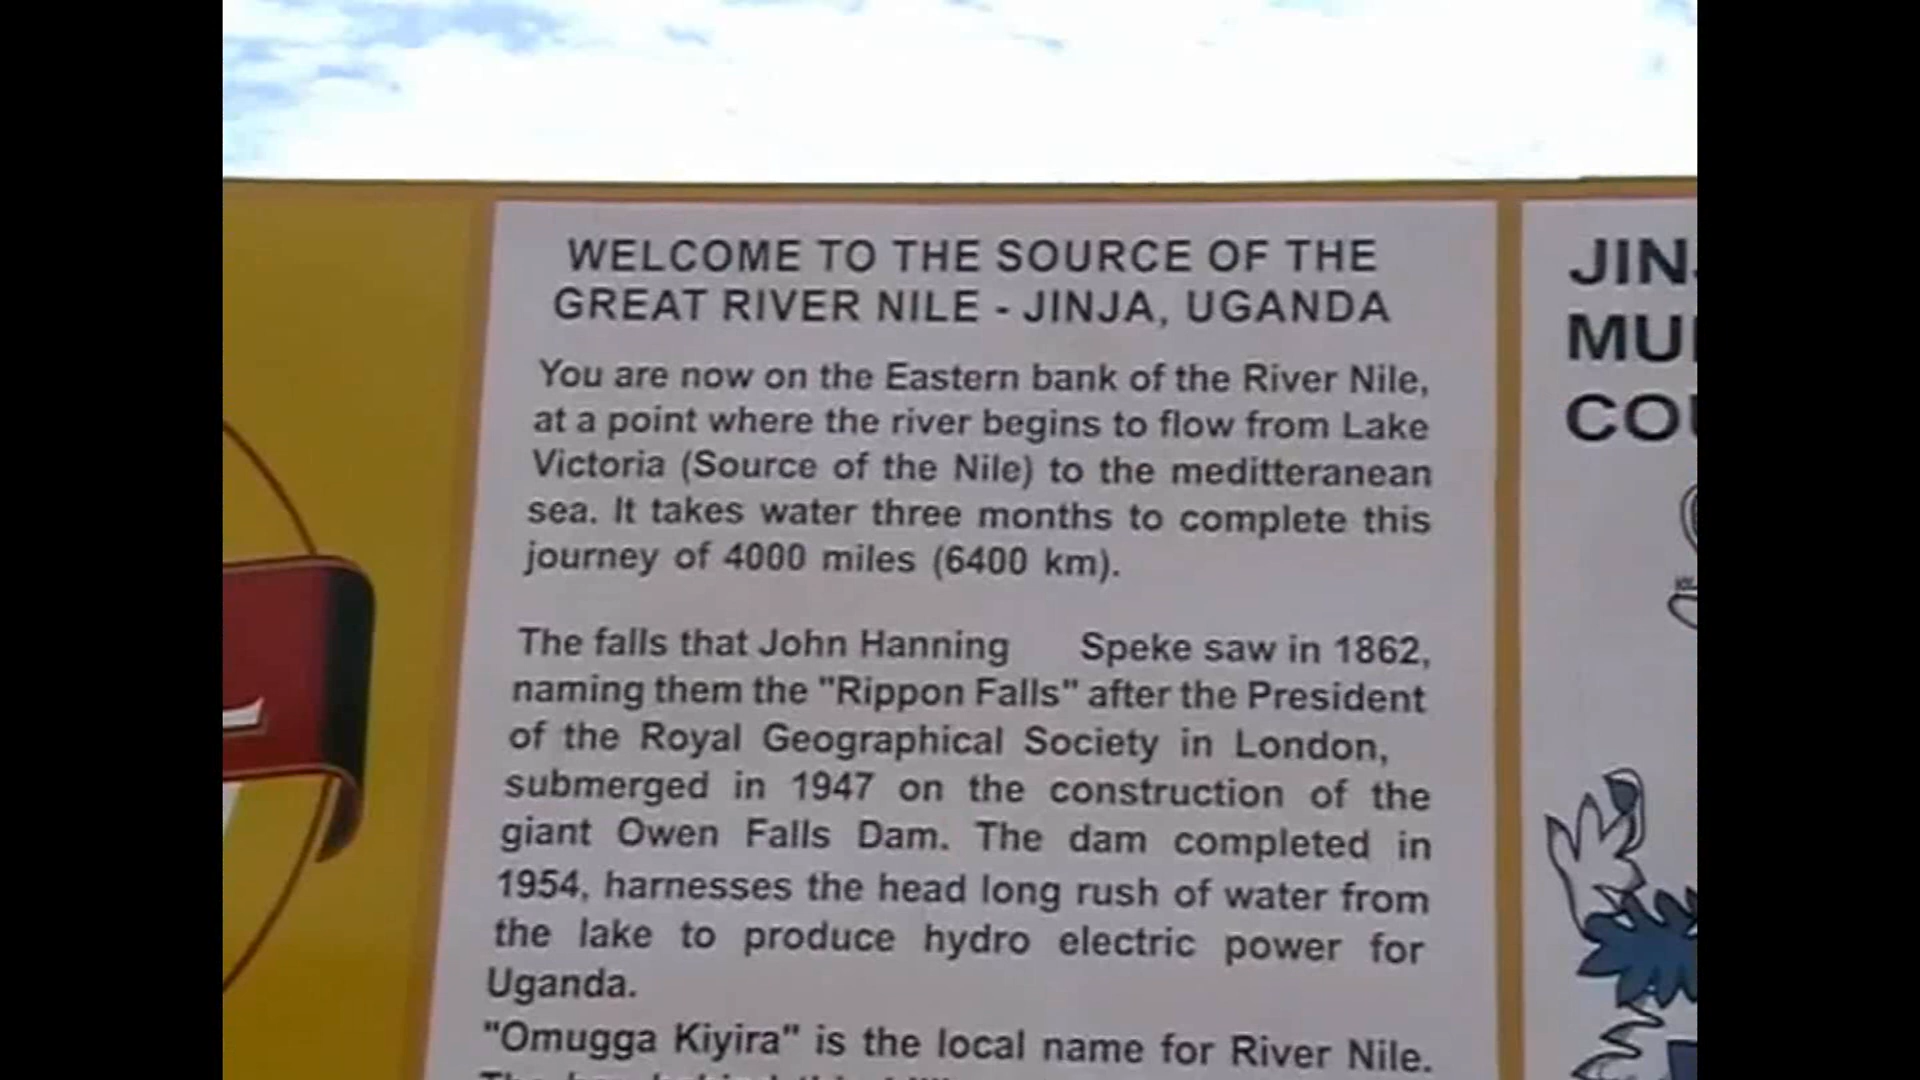 WELCOME TO THE SOURCE OF THE
GREAT RIVER NILE - JINJA, UGANDA
You are now on the Eastern bank of the River Nile,
at a point where the river begins to flow from Lake
Victoria (Source of the Nile) to the meditteranean
sea. It takes water three months to complete this
journey of 4000 miles (6400 km).
The falls that John Hanning Speke saw in 1862,
naming them the "Rippon Falls" after the President
of the Royal Geographical Society in London,
submerged in 1947 on the construction of the
giant Owen Falls Dam. The dam completed in
1954, harnesses the head long rush of water from
the lake to produce hydro electric power for
Uganda.
"Omugga Kiyira" is the local name for River Nile.
JIN
MU
COU